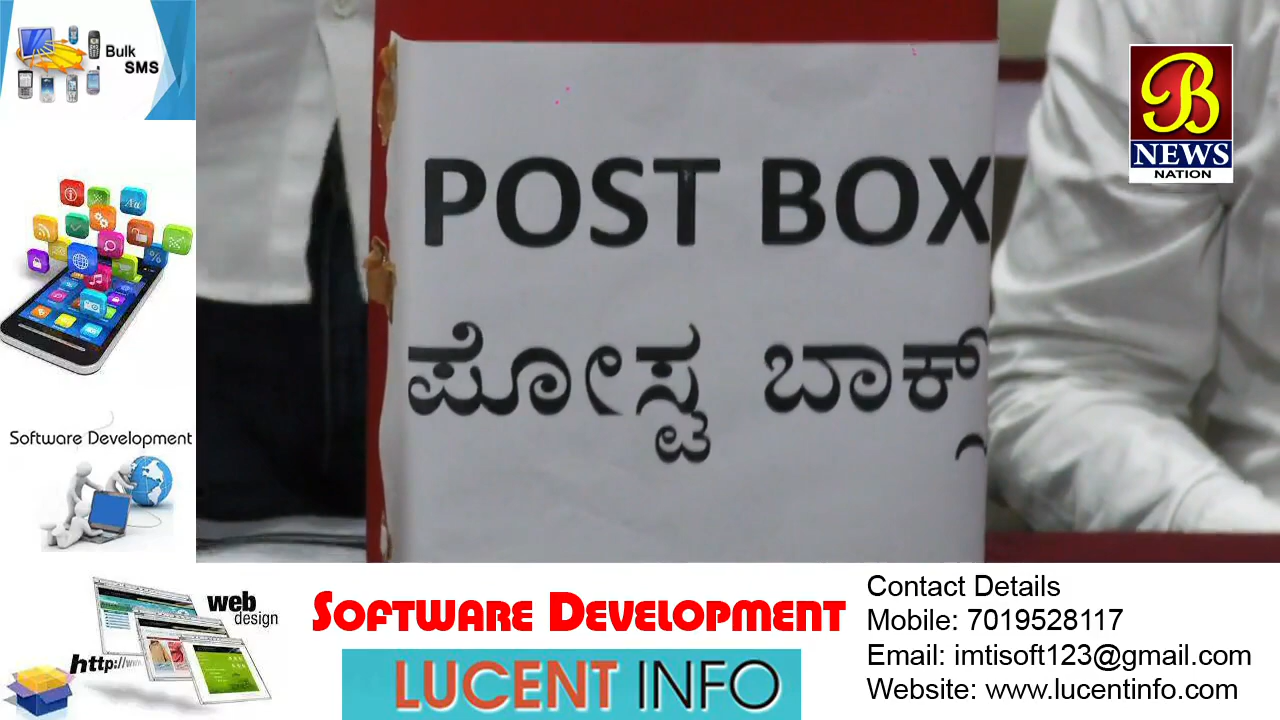 Bulk
SMS
B
NEWS
NATION
POST BOX
ಪೋಸ್ಟ ಬಾಕ್ಸ್
Software Development
web
design
http://ww
SOFTWARE DEVELOPMENT
LUCENT INFO
Contact Details
Mobile: 7019528117
Email: imtisoft123@gmail.com
Website: www.lucentinfo.com